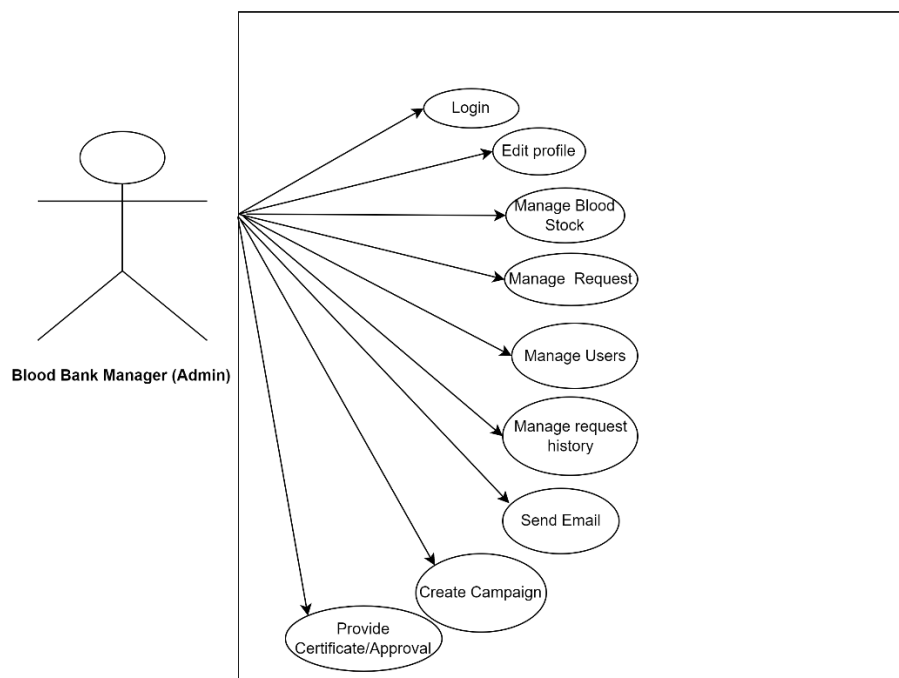 Login
Edit profile
Manage Blood
Stock
Manage  Request
Manage Users
Blood Bank Manager (Admin)
Manage request
history
Send Email
Create Campaign
Provide
Certificate/Approval